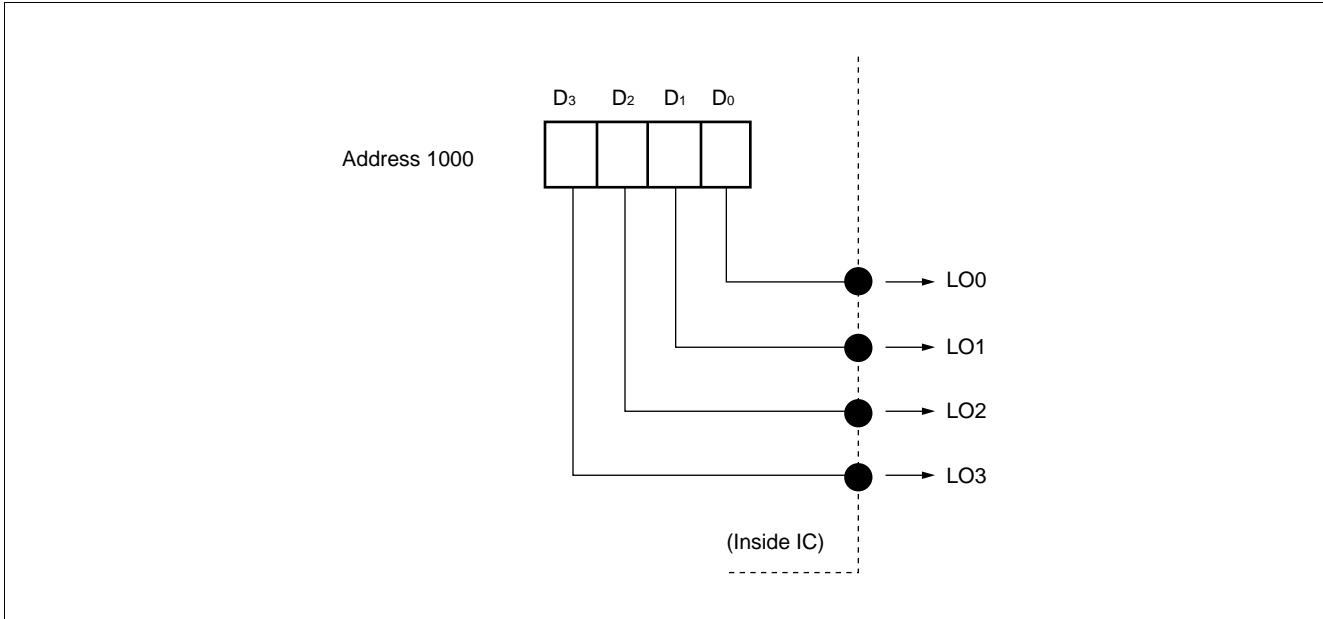 D₃ D₂ D₁ D₀
Address 1000
LO0
LO1
LO2
LO3
(Inside IC)